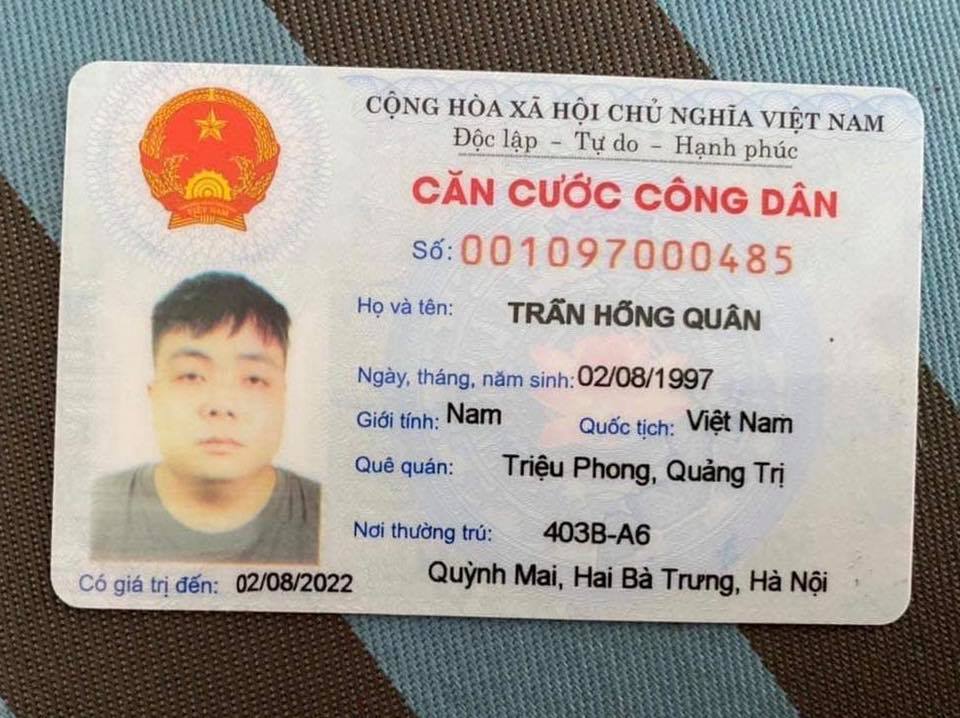 CỘNG HÒA XÃ HỘI CHỦ NGHĨA VIỆT NAM
Độc lập - Tự do - Hạnh phúc
CĂN CƯỚC CÔNG DÂN
VIỆT NAM
Số: 001097000485
Họ và tên: TRẦN HỒNG QUÂN
Ngày, tháng, năm sinh: 02/08/1997
Giới tính: Nam Quốc tịch: Việt Nam
Quê quán: Triệu Phong, Quảng Trị
Nơi thường trú: 403B-A6
Quỳnh Mai, Hai Bà Trưng, Hà Nội
Có giá trị đến: 02/08/2022